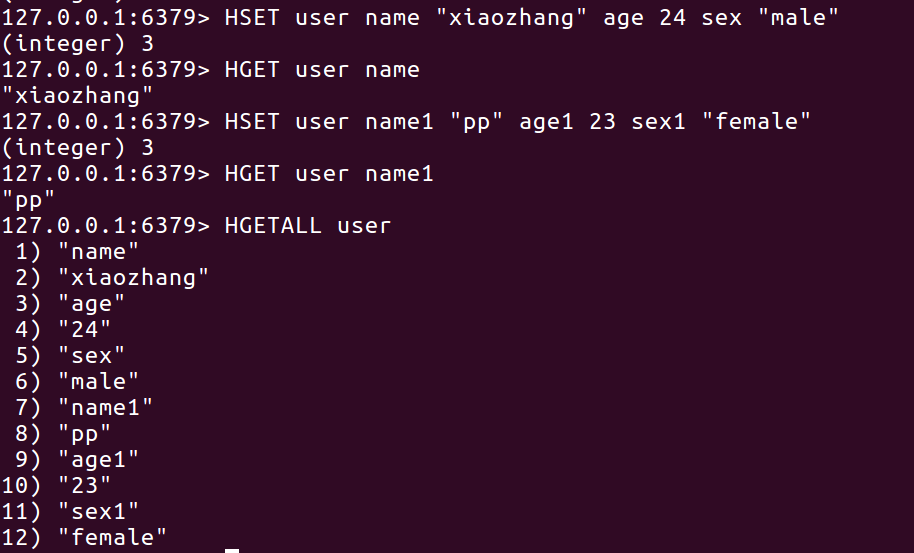 127.0.0.1:6379> HSET user name "xiaozhang" age 24 sex "male"
(integer) 3
127.0.0.1:6379> HGET user name
"xiaozhang"
127.0.0.1:6379> HSET user name1 "pp" age1 23 sex1 "female"
(integer) 3
127.0.0.1:6379> HGET user name1
"pp"
127.0.0.1:6379> HGETALL user
 1) "name"
 2) "xiaozhang"
 3) "age"
 4) "24"
 5) "sex"
 6) "male"
 7) "name1"
 8) "pp"
 9) "age1"
10) "23"
11) "sex1"
12) "female"